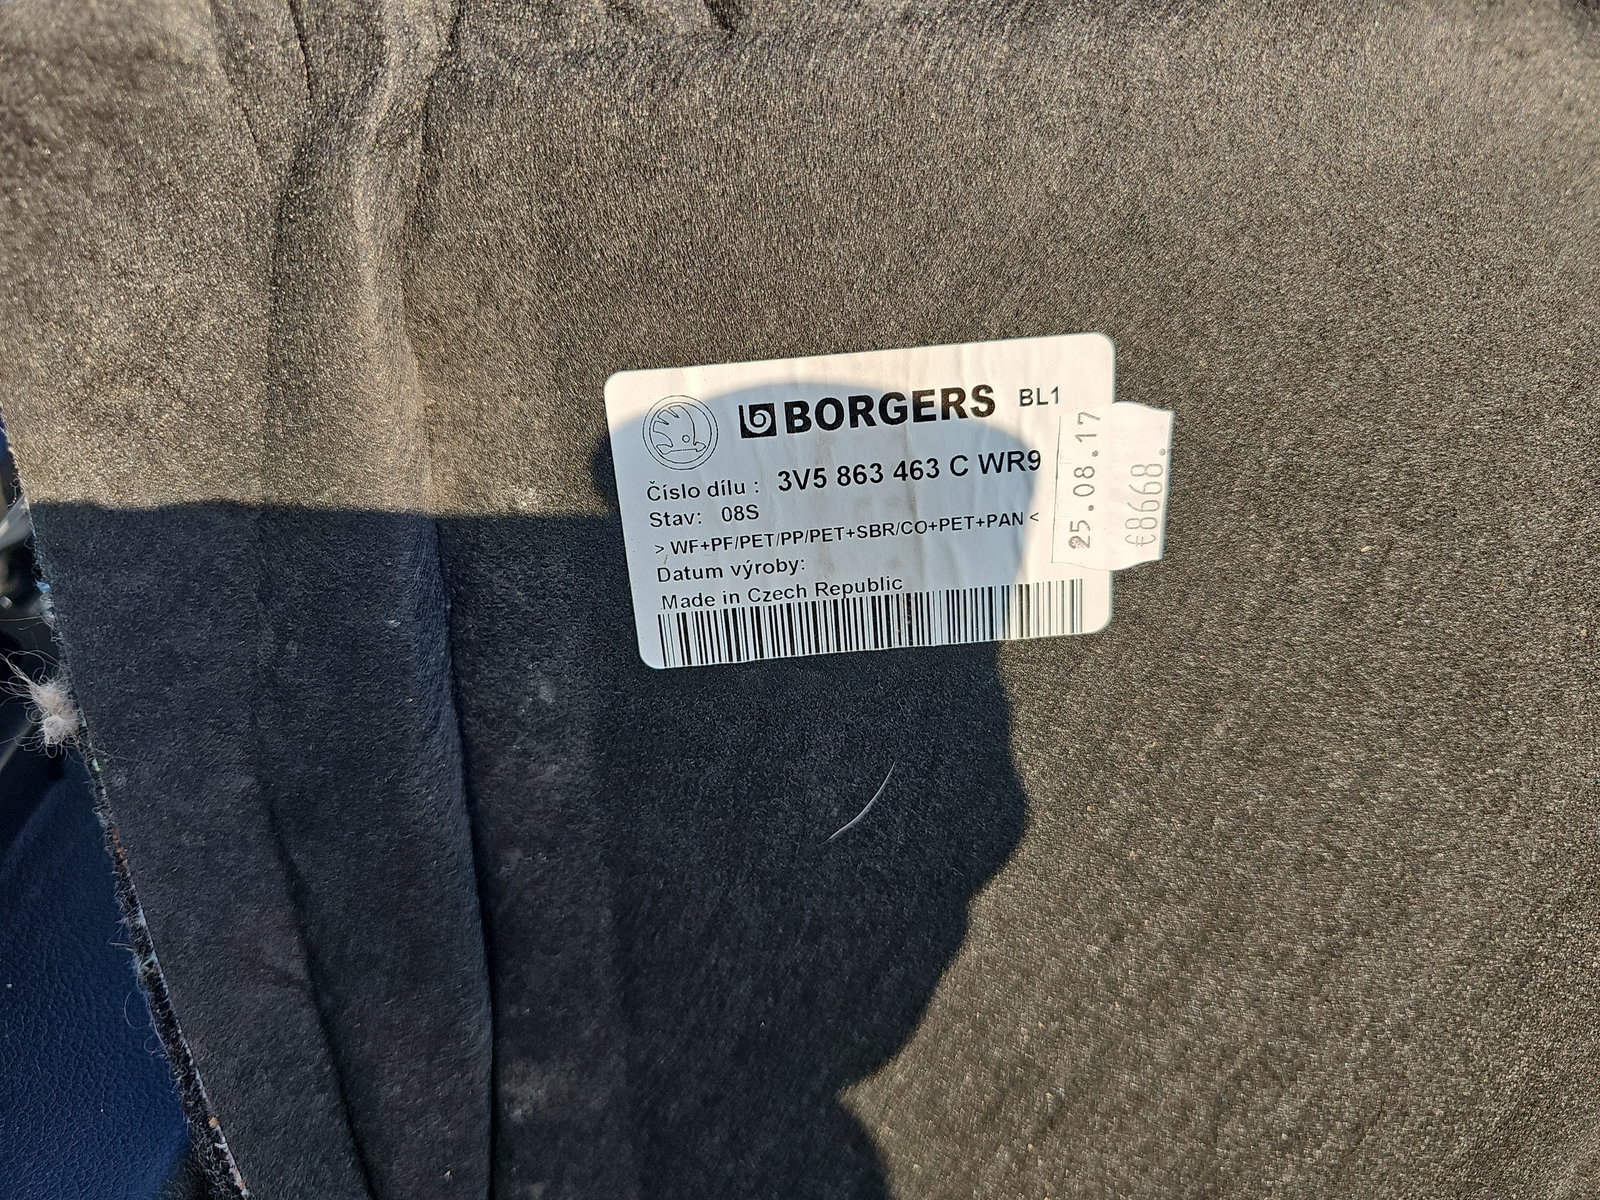 BORGERS BL1
Číslo dílu : 3V5 863 463 C WR9
Stav: 08S
> WF+PF/PET/PP/PET+SBR/CO+PET+PAN <
Datum výroby:
Made in Czech Republic
25.08.17
€8668.